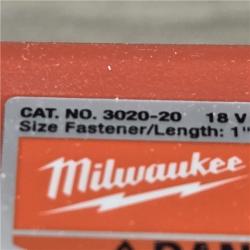 CAT. NO. 3020-20 18 V
Size Fastener/Length: 1"
Milwaukee